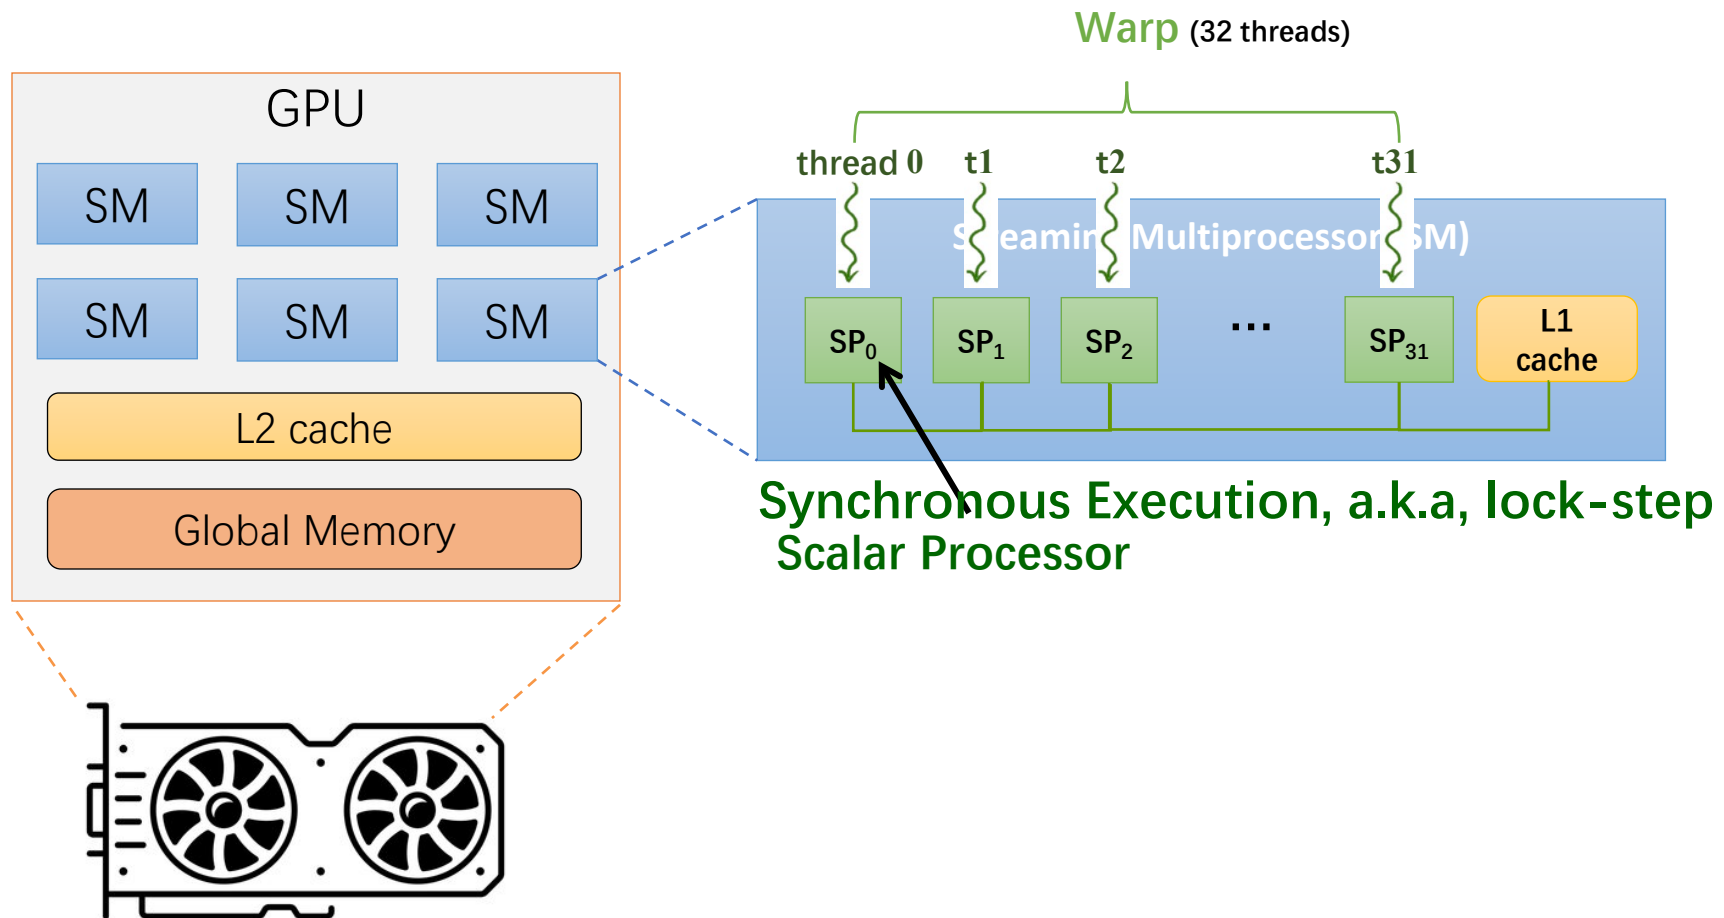 Warp (32 threads)
GPU
thread 0 t1 t2 t31
SM SM SM
Multiprocessor
SM SM SM
SP0 SP1 SP2 ... SP31
L1
cache
L2 cache
Synchronous Execution, a.k.a, lock-step
Global Memory
Scalar Processor